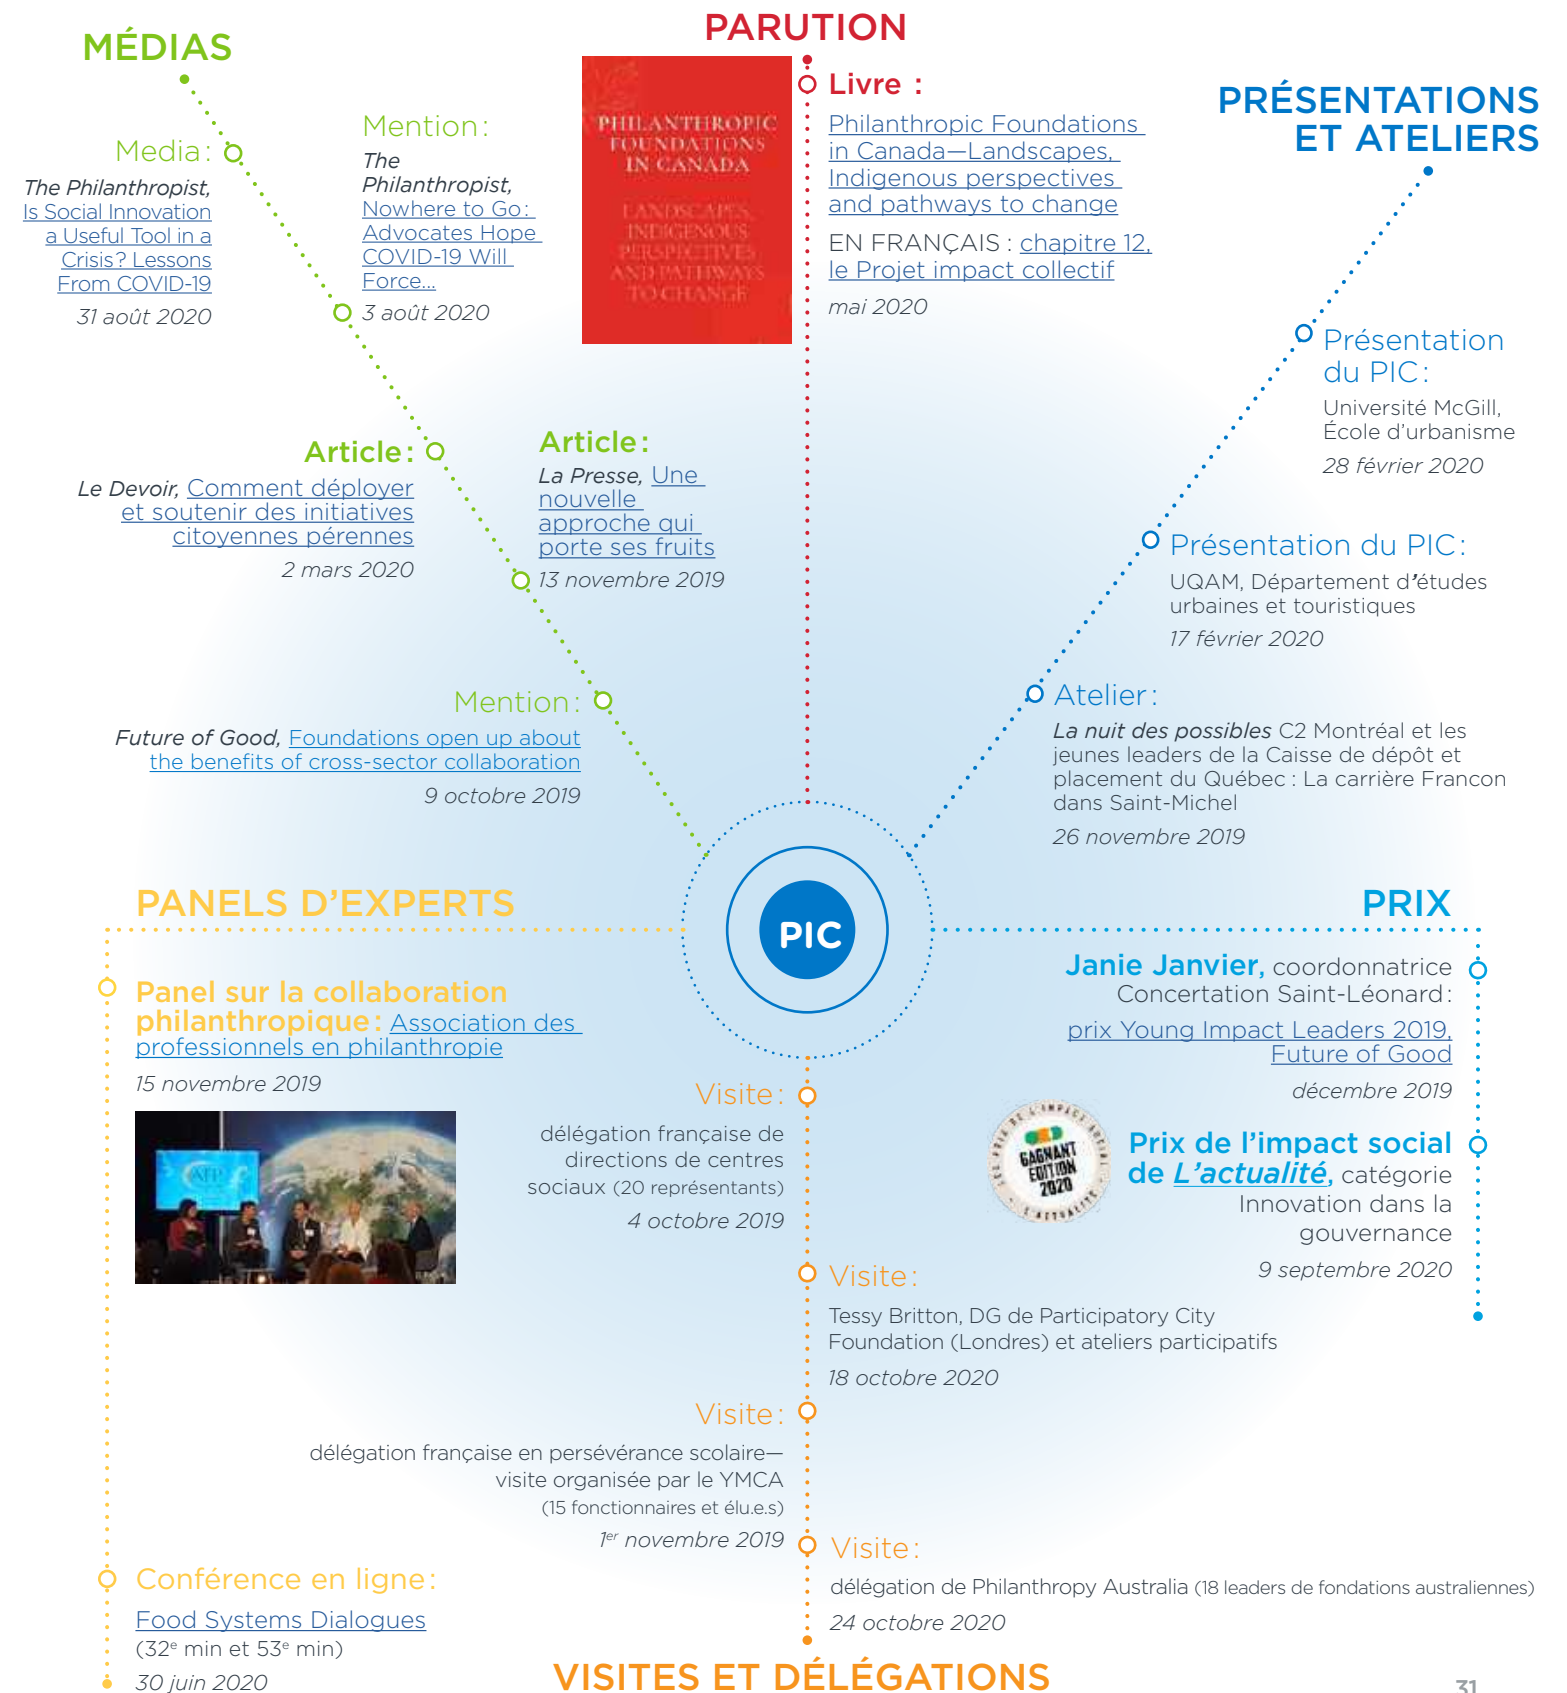 MÉDIAS
Media :
The Philanthropist,
Is Social Innovation
a Useful Tool in a
Crisis? Lessons
From COVID-19
31 août 2020
Mention :
The
Philanthropist,
Nowhere to Go :
Advocates Hope
COVID-19 Will
Force...
3 août 2020
Article :
Le Devoir, Comment déployer
et soutenir des initiatives
citoyennes pérennes
2 mars 2020
Article :
La Presse, Une
nouvelle
approche qui
porte ses fruits
13 novembre 2019
Mention :
Future of Good, Foundations open up about
the benefits of cross-sector collaboration
9 octobre 2019
PARUTION
PHILANTHROPIC
FOUNDATIONS
IN CANADA
LANDSCAPES,
INDIGENOUS
PERSPECTIVES
AND PATHWAYS
TO CHANGE
Livre :
Philanthropic Foundations
in Canada—Landscapes,
Indigenous perspectives
and pathways to change
EN FRANÇAIS : chapitre 12,
le Projet impact collectif
mai 2020
PRÉSENTATIONS
ET ATELIERS
Présentation
du PIC :
Université McGill,
École d'urbanisme
28 février 2020
Présentation du PIC :
UQAM, Département d'études
urbaines et touristiques
17 février 2020
Atelier :
La nuit des possibles C2 Montréal et les
jeunes leaders de la Caisse de dépôt et
placement du Québec : La carrière Francon
dans Saint-Michel
26 novembre 2019
PIC
PANELS D'EXPERTS
Panel sur la collaboration
philanthropique : Association des
professionnels en philanthropie
15 novembre 2019
AFP
Conférence en ligne :
Food Systems Dialogues
(32e min et 53e min)
30 juin 2020
PRIX
Janie Janvier, coordonnatrice
Concertation Saint-Léonard :
prix Young Impact Leaders 2019,
Future of Good
décembre 2019
LES PRIX DE L'IMPACT SOCIAL
GAGNANT
ÉDITION
2020
L'ACTUALITÉ
Prix de l'impact social
de L'actualité, catégorie
Innovation dans la
gouvernance
9 septembre 2020
Visite :
délégation française de
directions de centres
sociaux (20 représentants)
4 octobre 2019
Visite :
Tessy Britton, DG de Participatory City
Foundation (Londres) et ateliers participatifs
18 octobre 2020
Visite :
délégation française en persévérance scolaire—
visite organisée par le YMCA
(15 fonctionnaires et élu.e.s)
1er novembre 2019
Visite :
délégation de Philanthropy Australia (18 leaders de fondations australiennes)
24 octobre 2020
VISITES ET DÉLÉGATIONS
31